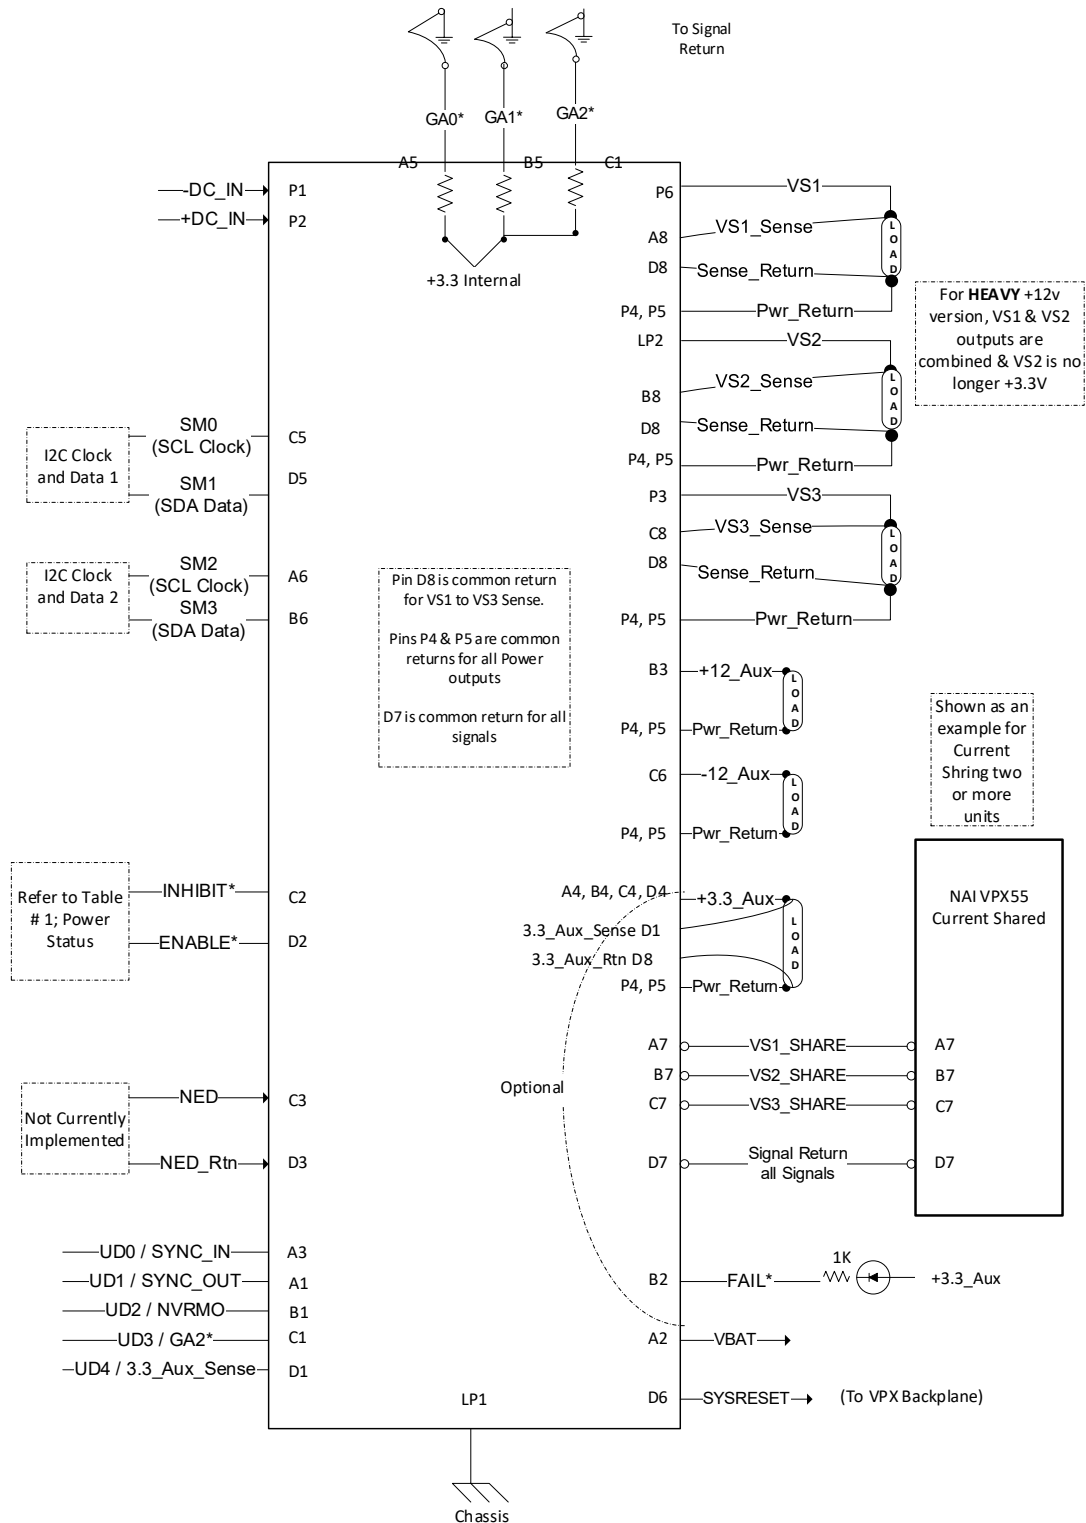 To Signal
Return
GA0*
GA1*
GA2*
A5
B5
C1
-DC_IN
P1
+DC_IN
P2
+3.3 Internal
P6
VS1
A8
VS1_Sense
D8
Sense_Return
P4, P5
Pwr_Return
LOAD
For HEAVY +12v
version, VS1 & VS2
outputs are
combined & VS2 is no
longer +3.3V
LP2
VS2
B8
VS2_Sense
D8
Sense_Return
P4, P5
Pwr_Return
LOAD
P3
VS3
C8
VS3_Sense
D8
Sense_Return
P4, P5
Pwr_Return
LOAD
I2C Clock
and Data 1
SM0
(SCL Clock)
C5
SM1
(SDA Data)
D5
I2C Clock
and Data 2
SM2
(SCL Clock)
A6
SM3
(SDA Data)
B6
Pin D8 is common return
for VS1 to VS3 Sense.
Pins P4 & P5 are common
returns for all Power
outputs
D7 is common return for all
signals
B3
+12_Aux
P4, P5
Pwr_Return
LOAD
C6
-12_Aux
P4, P5
Pwr_Return
LOAD
Shown as an
example for
Current
Shring two
or more
units
Refer to Table
# 1; Power
Status
INHIBIT*
C2
ENABLE*
D2
A4, B4, C4, D4
+3.3_Aux
3.3_Aux_Sense D1
3.3_Aux_Rtn D8
P4, P5
Pwr_Return
LOAD
NAI VPX55
Current Shared
A7
VS1_SHARE
A7
B7
VS2_SHARE
B7
C7
VS3_SHARE
C7
D7
Signal Return
all Signals
D7
Optional
Not Currently
Implemented
NED
C3
NED_Rtn
D3
UD0 / SYNC_IN
A3
UD1 / SYNC_OUT
A1
UD2 / NVRMO
B1
UD3 / GA2*
C1
UD4 / 3.3_Aux_Sense
D1
B2
FAIL*
1K
+3.3_Aux
A2
VBAT
D6
SYSRESET
(To VPX Backplane)
LP1
Chassis